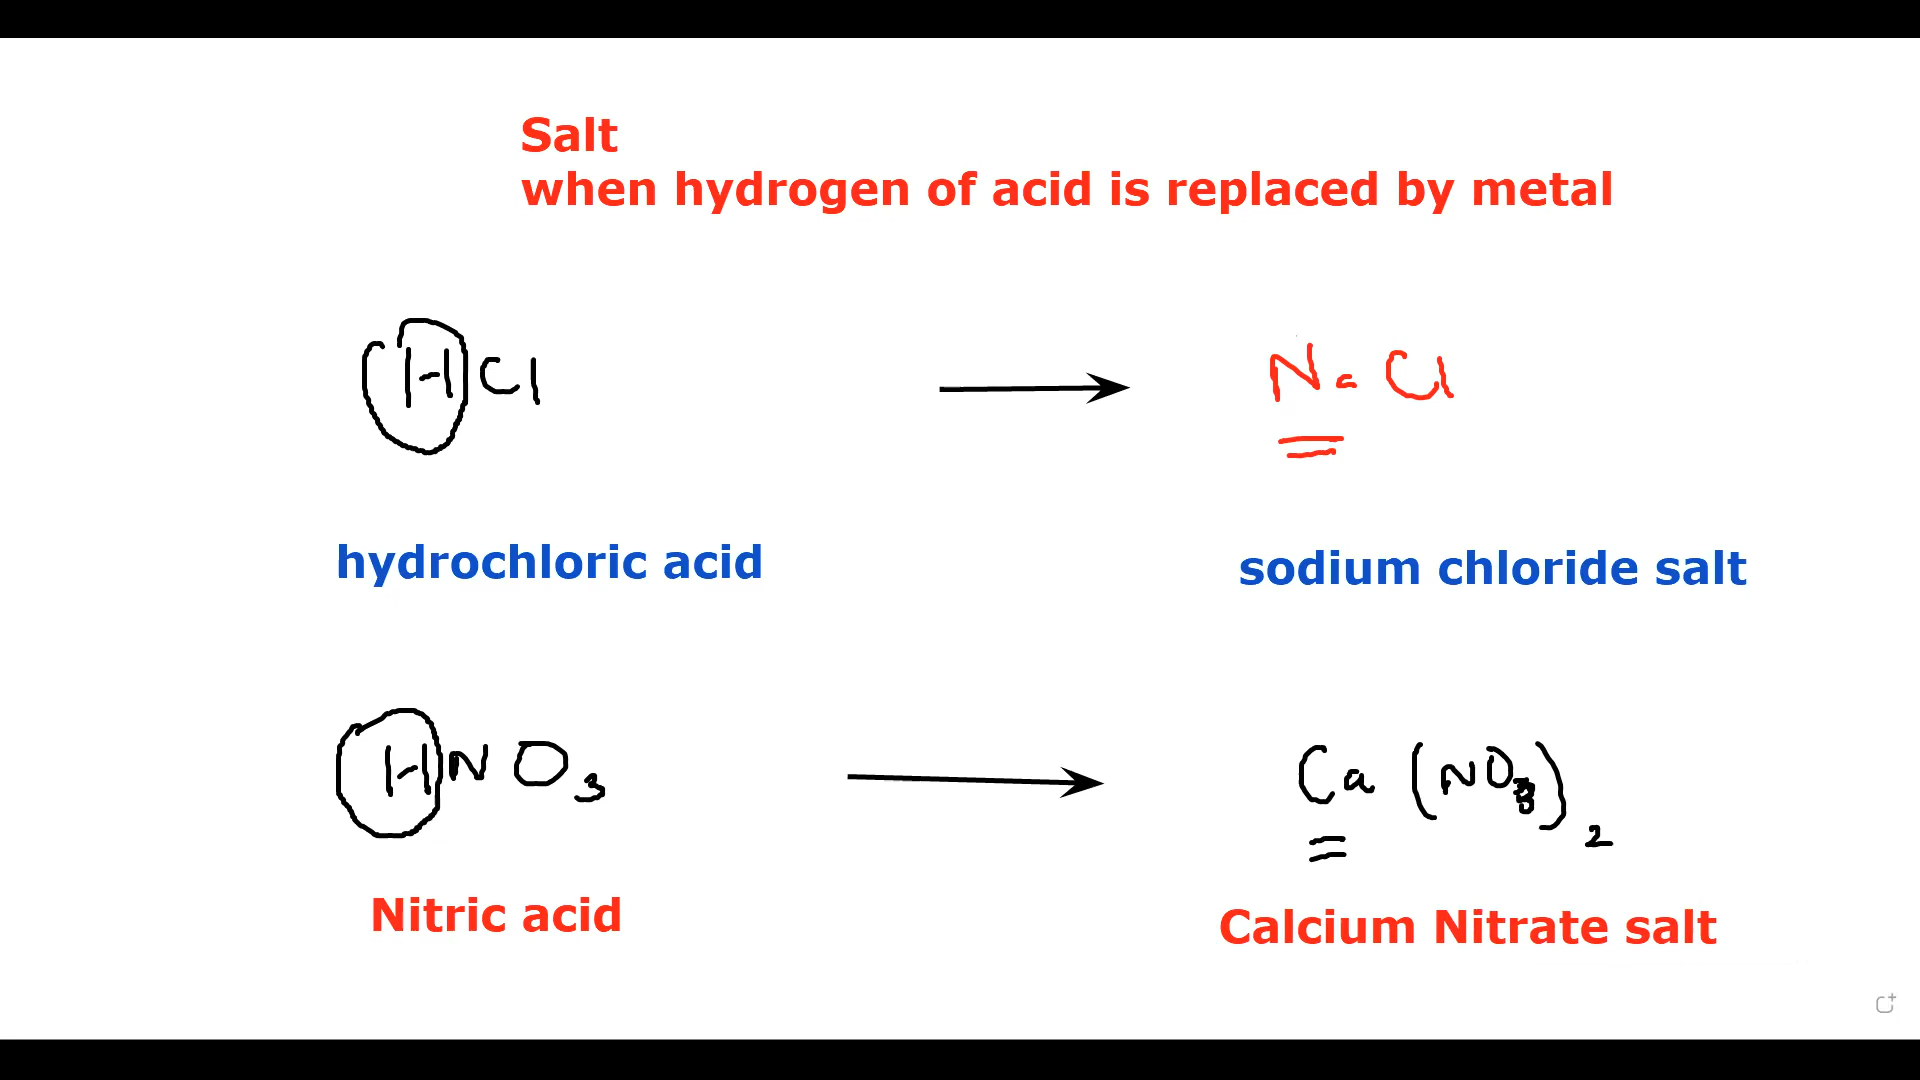 Salt
when hydrogen of acid is replaced by metal
HCl
NaCl
hydrochloric acid
sodium chloride salt
HNO3
Ca(NO3)2
Nitric acid
Calcium Nitrate salt